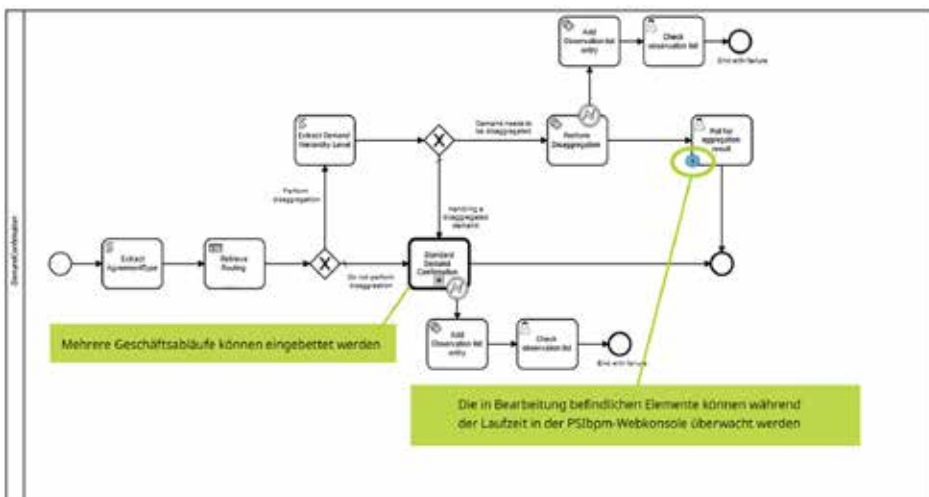 DemandConfirmation
Extract
AgreementType
Retrieve
Routing
Perform
disaggregation
Do not perform
disaggregation
Extract Demand
Hierarchy Level
Demand needs to
be disaggregated
Handling a
disaggregated
demand
Standard
Demand
Confirmation
Perform
Disaggregation
Add
Observation list
entry
Check
observation list
End with failure
Poll for
aggregation
result
Add
Observation list
entry
Check
observation list
End with failure
Mehrere Geschäftsabläufe können eingebettet werden
Die in Bearbeitung befindlichen Elemente können während
der Laufzeit in der PSIbpm-Webkonsole überwacht werden